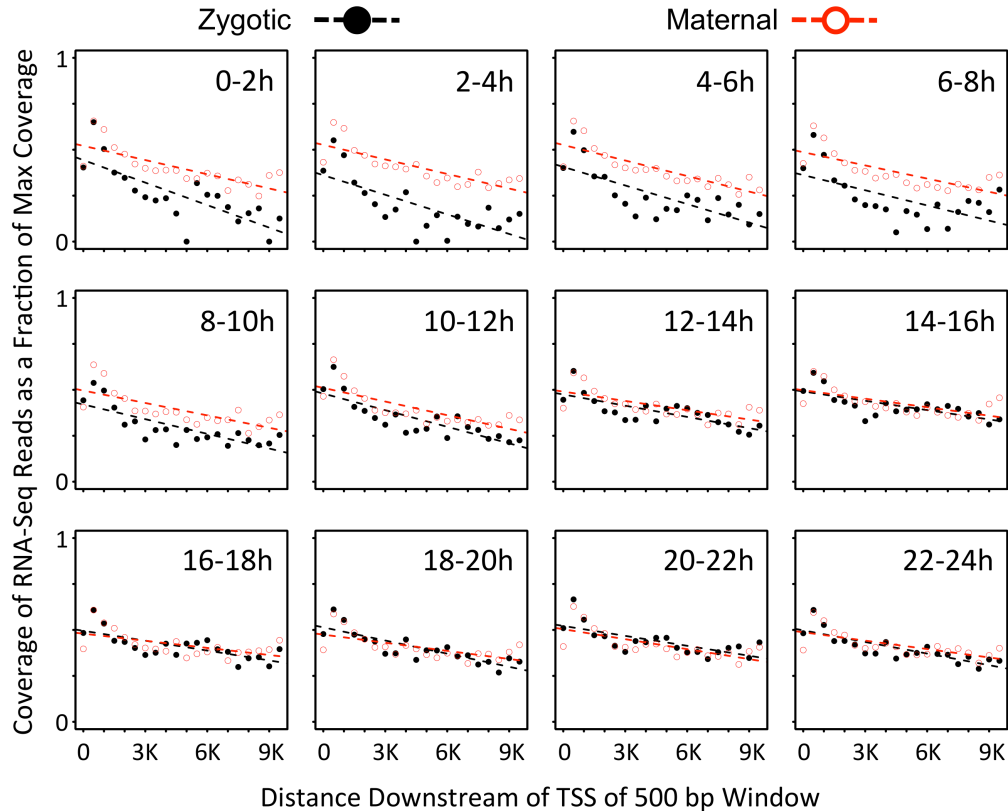 Zygotic
Maternal
Coverage of RNA-Seq Reads as a Fraction of Max Coverage
1
0-2h
2-4h
4-6h
6-8h
0
1
8-10h
10-12h
12-14h
14-16h
0
1
16-18h
18-20h
20-22h
22-24h
0
0 3K 6K 9K 0 3K 6K 9K 0 3K 6K 9K 0 3K 6K 9K
Distance Downstream of TSS of 500 bp Window